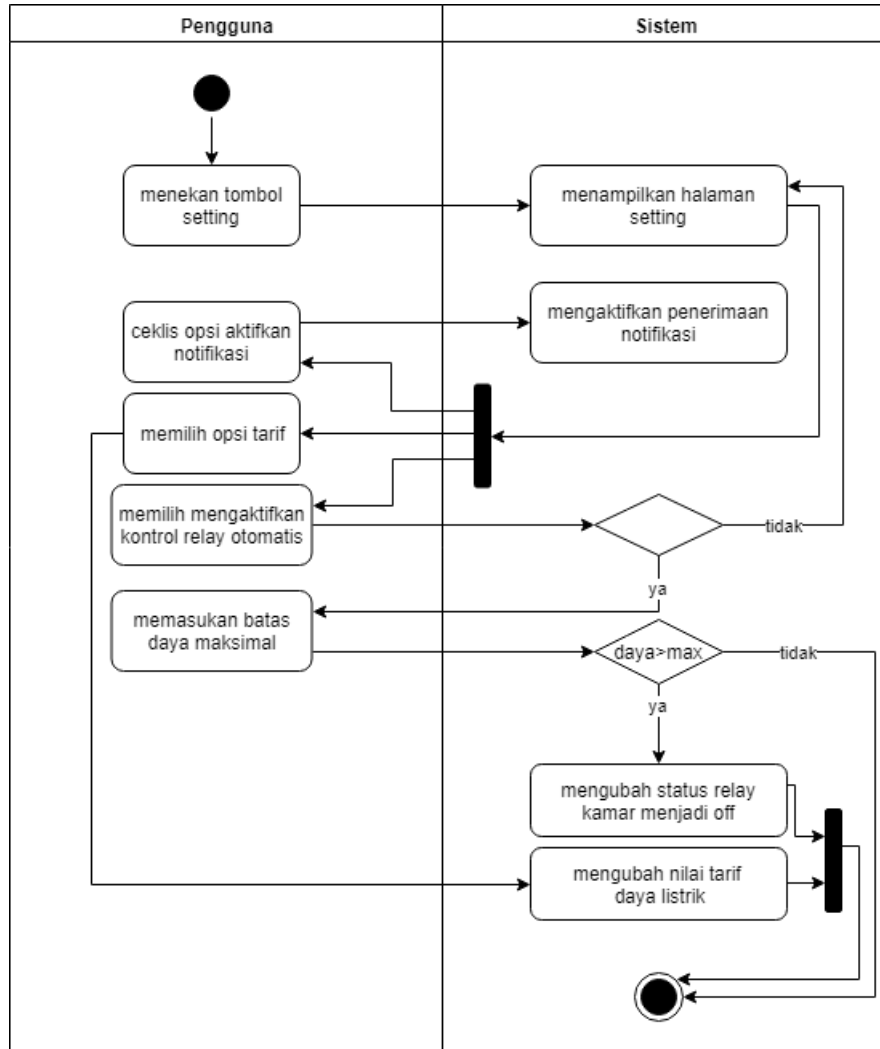 Pengguna
Sistem
menekan tombol
setting
menampilkan halaman
setting
ceklis opsi aktifkan
notifikasi
mengaktifkan penerimaan
notifikasi
memilih opsi tarif
memilih mengaktifkan
kontrol relay otomatis
tidak
ya
memasukan batas
daya maksimal
daya>max
tidak
ya
mengubah status relay
kamar menjadi off
mengubah nilai tarif
daya listrik